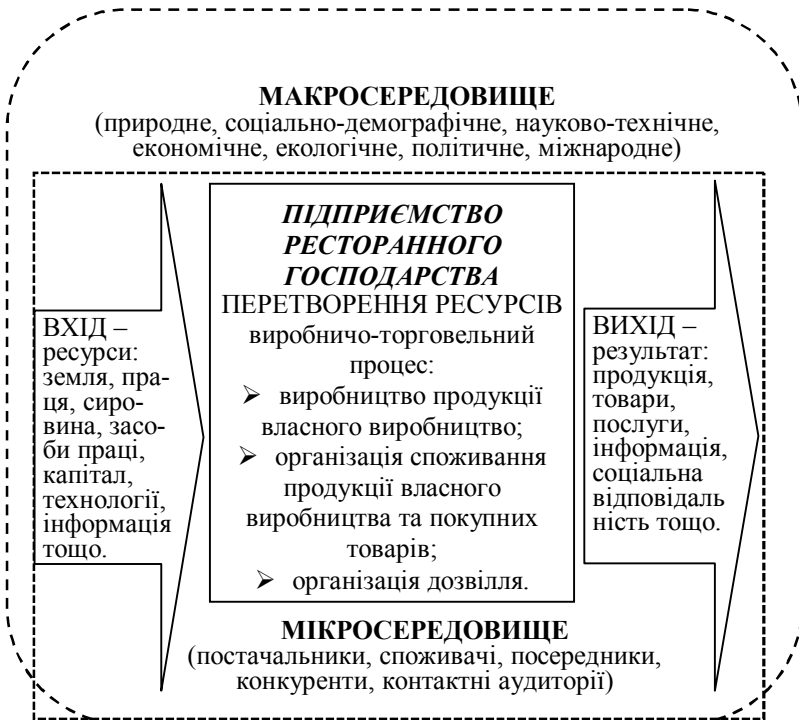 МАКРОСЕРЕДОВИЩЕ
(природне, соціально-демографічне, науково-технічне,
економічне, екологічне, політичне, міжнародне)
ВХІД –
ресурси:
земля, пра-
ця, сиро-
вина, засо-
би праці,
капітал,
технології,
інформація
тощо.
ПІДПРИЄМСТВО
РЕСТОРАННОГО
ГОСПОДАРСТВА
ПЕРЕТВОРЕННЯ РЕСУРСІВ
виробничо-торговельний
процес:
➢ виробництво продукції
власного виробництво;
➢ організація споживання
продукції власного
виробництва та покупних
товарів;
➢ організація дозвілля.
ВИХІД –
результат:
продукція,
товари,
послуги,
інформація,
соціальна
відповідаль
ність тощо.
МІКРОСЕРЕДОВИЩЕ
(постачальники, споживачі, посередники,
конкуренти, контактні аудиторії)